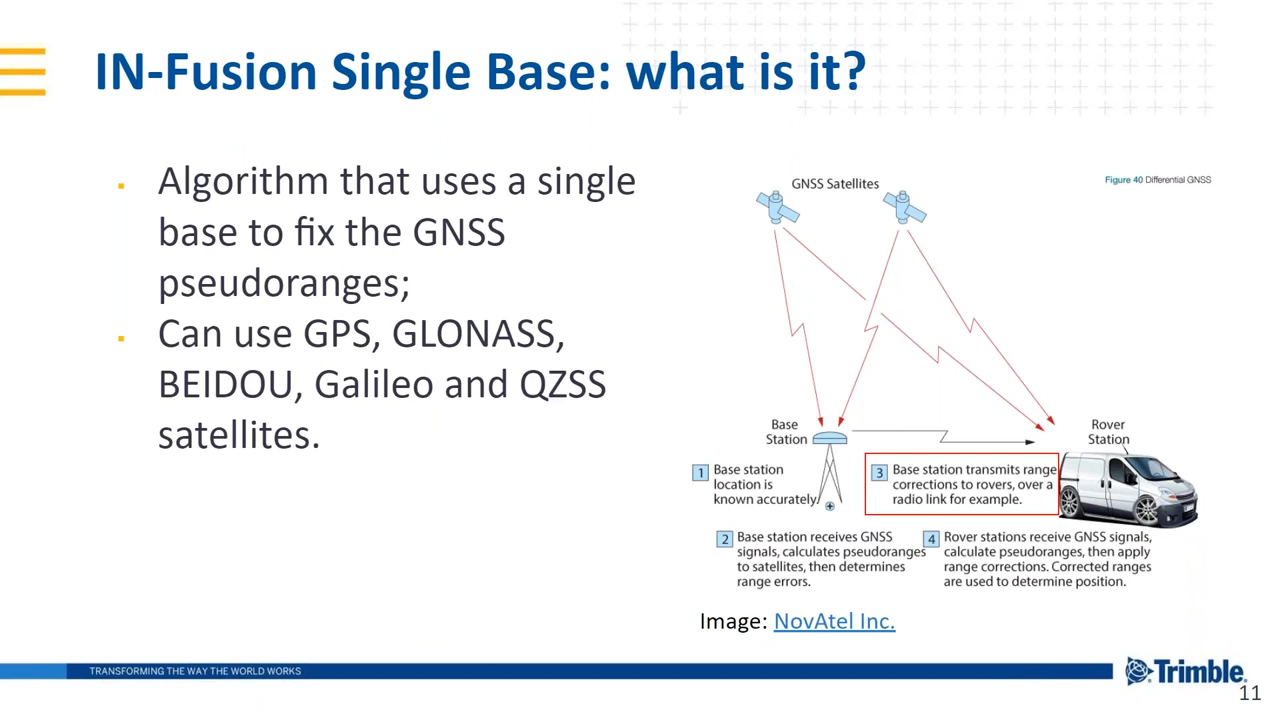 IN-Fusion Single Base: what is it?
Algorithm that uses a single
base to fix the GNSS
pseudoranges;
Can use GPS, GLONASS,
BEIDOU, Galileo and QZSS
satellites.
GNSS Satellites
Figure 40 Differential GNSS
Base
Station
Rover
Station
1 Base station
location is
known accurately.
3 Base station transmits range
corrections to rovers, over a
radio link for example.
2 Base station receives GNSS
signals, calculates pseudoranges
to satellites, then determines
range errors.
4 Rover stations receive GNSS signals,
calculate pseudoranges, then apply
range corrections. Corrected ranges
are used to determine position.
Image: NovAtel Inc.
TRANSFORMING THE WAY THE WORLD WORKS
Trimble.
11